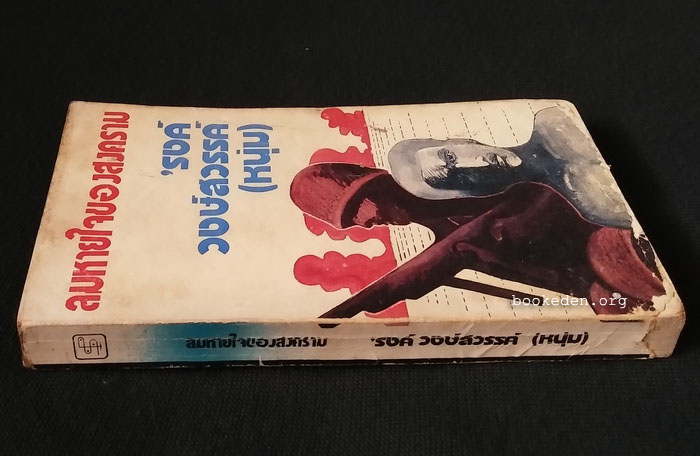 ลมหายใจของสงคราม
'รงค์
วงษ์สวรรค์
(หนุ่ม)
bookeden.org
ลมหายใจของสงคราม 'รงค์ วงษ์สวรรค์ (หนุ่ม)